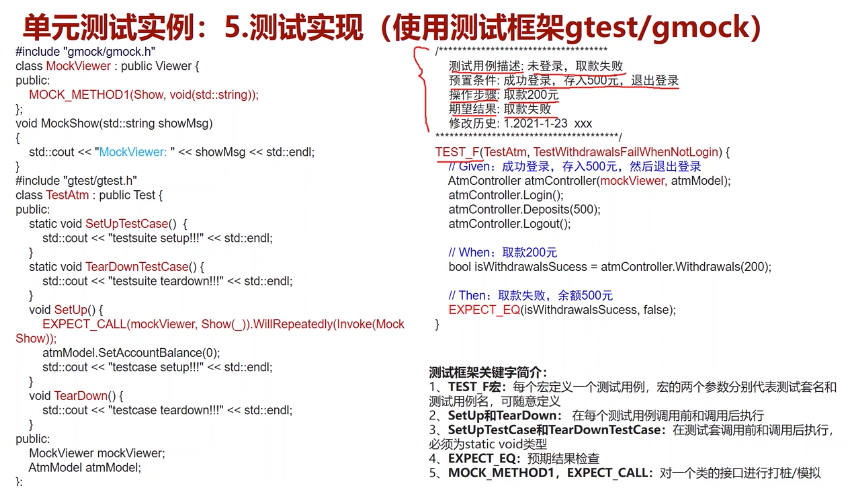 单元测试实例：5.测试实现（使用测试框架gtest/gmock）
#include "gmock/gmock.h"
class MockViewer : public Viewer {
public:
MOCK_METHOD1(Show, void(std::string));
};
void MockShow(std::string showMsg)
{
std::cout << "MockViewer: " << showMsg << std::endl;
}
#include "gtest/gtest.h"
class TestAtm : public Test {
public:
static void SetUpTestCase() {
std::cout << "testsuite setup!!!" << std::endl;
}
static void TearDownTestCase() {
std::cout << "testsuite teardown!!!" << std::endl;
}
void SetUp() {
EXPECT_CALL(mockViewer, Show(_)).WillRepeatedly(Invoke(Mock
Show));
atmModel.SetAccountBalance(0);
std::cout << "testcase setup!!!" << std::endl;
}
void TearDown() {
std::cout << "testcase teardown!!!" << std::endl;
}
public:
MockViewer mockViewer;
AtmModel atmModel;
};
/************************************
测试用例描述: 未登录，取款失败
预置条件: 成功登录，存入500元，退出登录
操作步骤: 取款200元
期望结果: 取款失败
修改历史: 1.2021-1-23 xxx
***************************************/
TEST_F(TestAtm, TestWithdrawalsFailWhenNotLogin) {
// Given：成功登录，存入500元，然后退出登录
AtmController atmController(mockViewer, atmModel);
atmController.Login();
atmController.Deposits(500);
atmController.Logout();
// When：取款200元
bool isWithdrawalsSucess = atmController.Withdrawals(200);
// Then：取款失败，余额500元
EXPECT_EQ(isWithdrawalsSucess, false);
}
测试框架关键字简介：
1、TEST_F宏：每个宏定义一个测试用例，宏的两个参数分别代表测试套名和
测试用例名，可随意定义
2、SetUp和TearDown： 在每个测试用例调用前和调用后执行
3、SetUpTestCase和TearDownTestCase：在测试套调用前和调用后执行，
必须为static void类型
4、EXPECT_EQ：预期结果检查
5、MOCK_METHOD1，EXPECT_CALL：对一个类的接口进行打桩/模拟